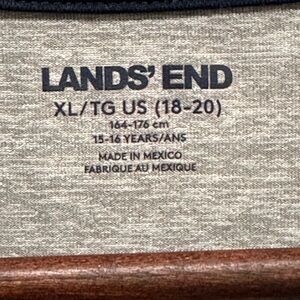 LANDS' END
XL/TG US (18-20)
164-176 cm
15-16 YEARS/ANS
MADE IN MEXICO
FABRIQUE AU MEXIQUE